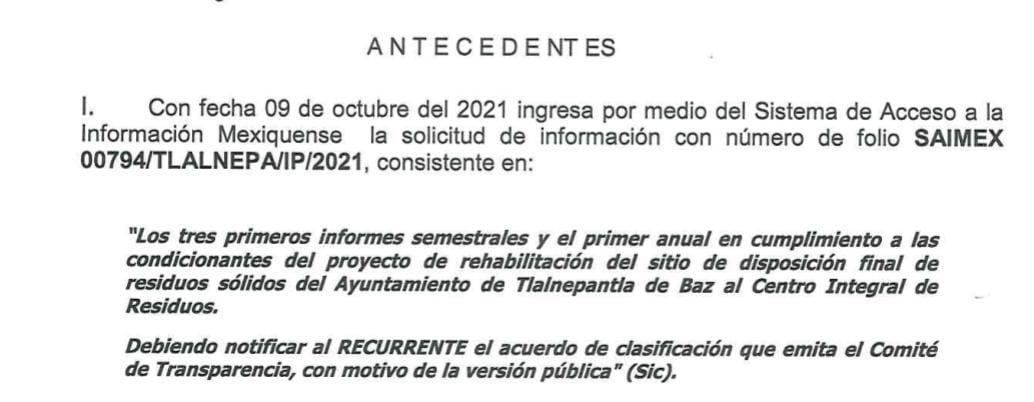 ANTECEDENTES
I. Con fecha 09 de octubre del 2021 ingresa por medio del Sistema de Acceso a la
Información Mexiquense la solicitud de información con número de folio SAIMEX
00794/TLALNEPA/IP/2021, consistente en:
"Los tres primeros informes semestrales y el primer anual en cumplimiento a las
condicionantes del proyecto de rehabilitación del sitio de disposición final de
residuos sólidos del Ayuntamiento de Tlalnepantla de Baz al Centro Integral de
Residuos.
Debiendo notificar al RECURRENTE el acuerdo de clasificación que emita el Comité
de Transparencia, con motivo de la versión pública" (Sic).